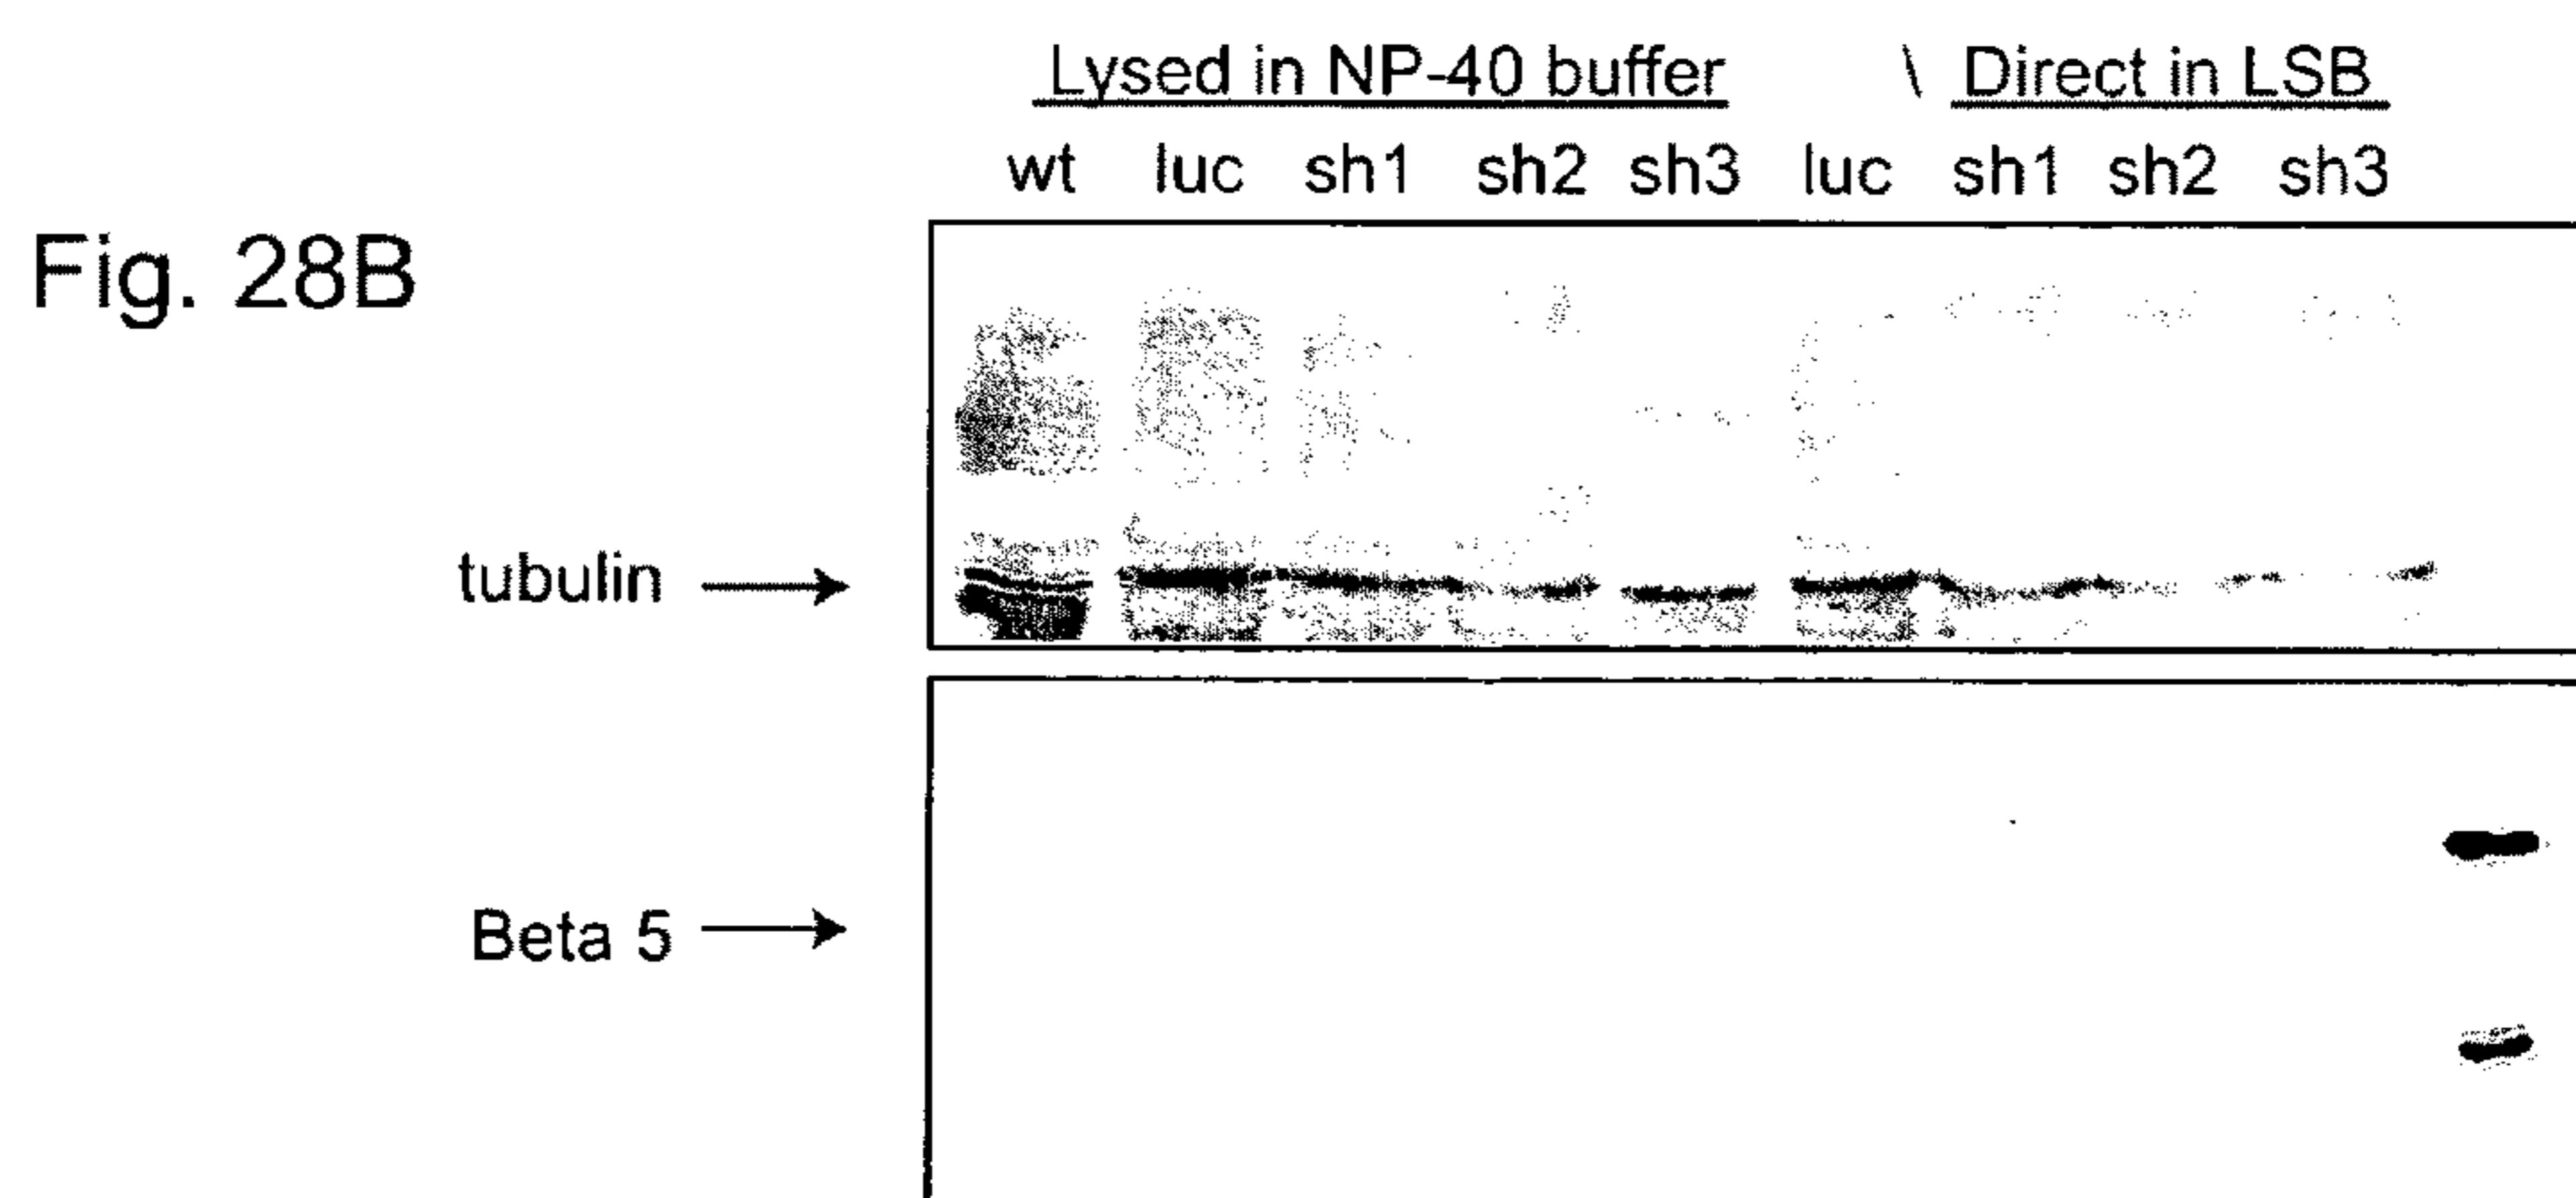 Lysed in NP-40 buffer \ Direct in LSB
wt luc sh1 sh2 sh3 luc sh1 sh2 sh3
Fig. 28B
tubulin
Beta 5